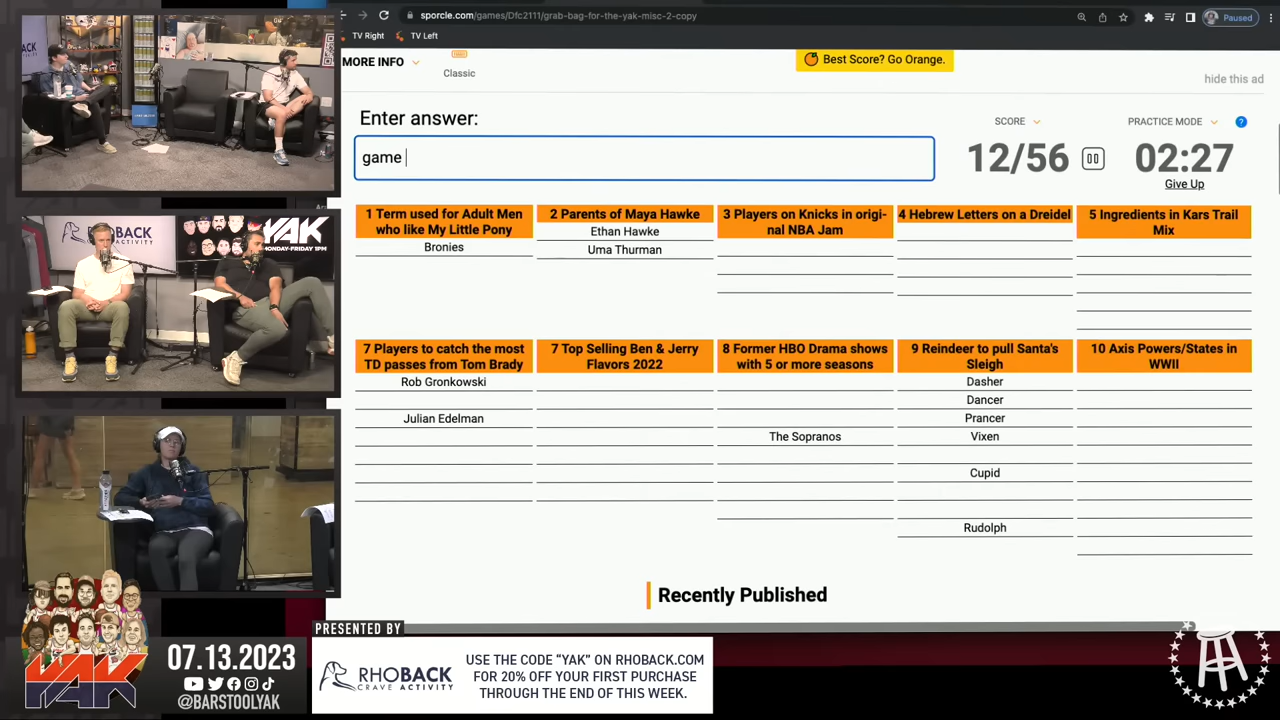 sporcle.com/games/Dfc2111/grab-bag-for-the-yak-misc-2-copy
Paused
TV Right
TV Left
MORE INFO
Classic
Best Score? Go Orange.
hide this ad
Enter answer:
game
SCORE
12/56
PRACTICE MODE
02:27
Give Up
1 Term used for Adult Men
who like My Little Pony
Bronies
2 Parents of Maya Hawke
Ethan Hawke
Uma Thurman
3 Players on Knicks in origi-
nal NBA Jam
4 Hebrew Letters on a Dreidel
5 Ingredients in Kars Trail
Mix
7 Players to catch the most
TD passes from Tom Brady
Rob Gronkowski
Julian Edelman
7 Top Selling Ben & Jerry
Flavors 2022
8 Former HBO Drama shows
with 5 or more seasons
The Sopranos
9 Reindeer to pull Santa's
Sleigh
Dasher
Dancer
Prancer
Vixen
Cupid
Rudolph
10 Axis Powers/States in
WWII
Recently Published
YAK
MONDAY-FRIDAY 1PM
YAK
07.13.2023
@BARSTOOLYAK
PRESENTED BY
RHOBACK
CRAVE ACTIVITY
USE THE CODE “YAK” ON RHOBACK.COM
FOR 20% OFF YOUR FIRST PURCHASE
THROUGH THE END OF THIS WEEK.